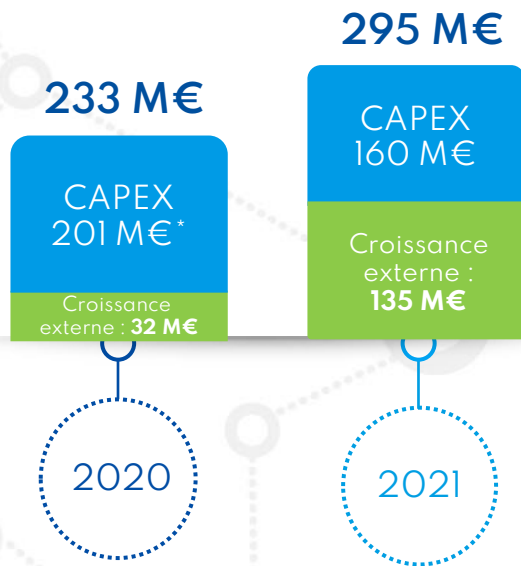 233 M€
CAPEX
201 M€*
Croissance
externe : 32 M€
2020
295 M€
CAPEX
160 M€
Croissance
externe :
135 M€
2021